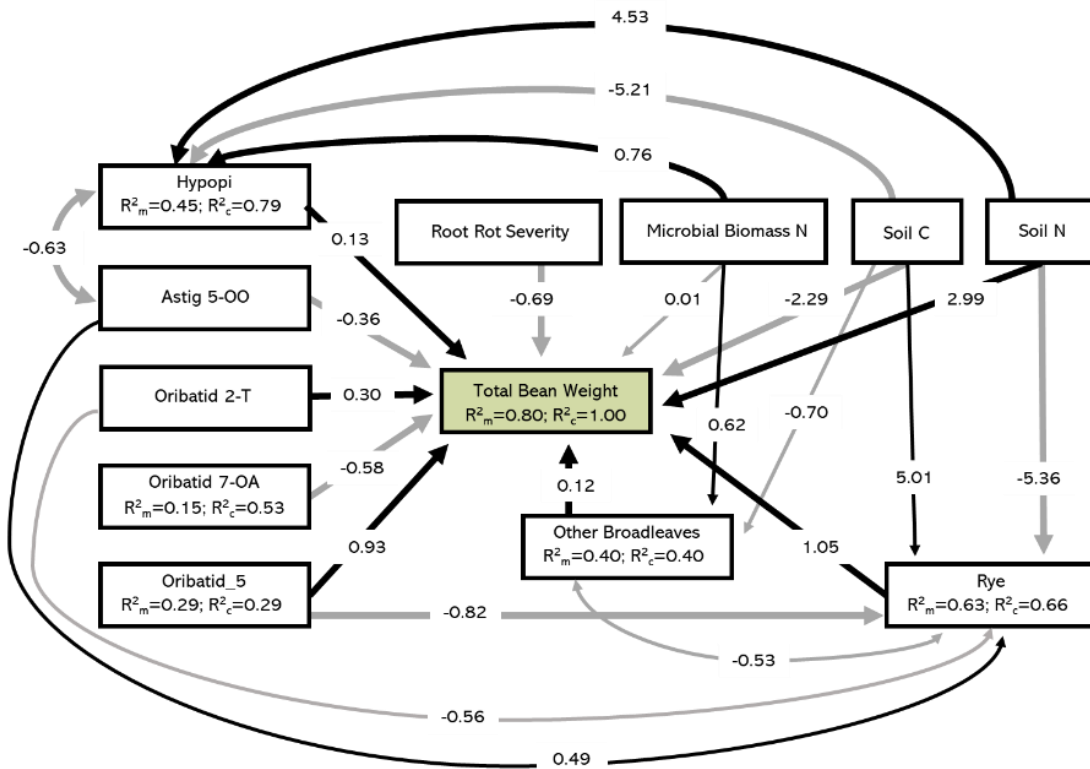 4.53
-5.21
0.76
Hypopi
R²m=0.45; R²c=0.79
-0.63
0.13
Root Rot Severity
Microbial Biomass N
Soil C
Soil N
Astig 5-OO
-0.36
-0.69
0.01
-2.29
2.99
Oribatid 2-T
0.30
Total Bean Weight
R²m=0.80; R²c=1.00
0.62
-0.70
Oribatid 7-OA
R²m=0.15; R²c=0.53
-0.58
0.12
5.01
-5.36
Other Broadleaves
R²m=0.40; R²c=0.40
0.93
1.05
Oribatid_5
R²m=0.29; R²c=0.29
Rye
R²m=0.63; R²c=0.66
-0.82
-0.53
-0.56
0.49